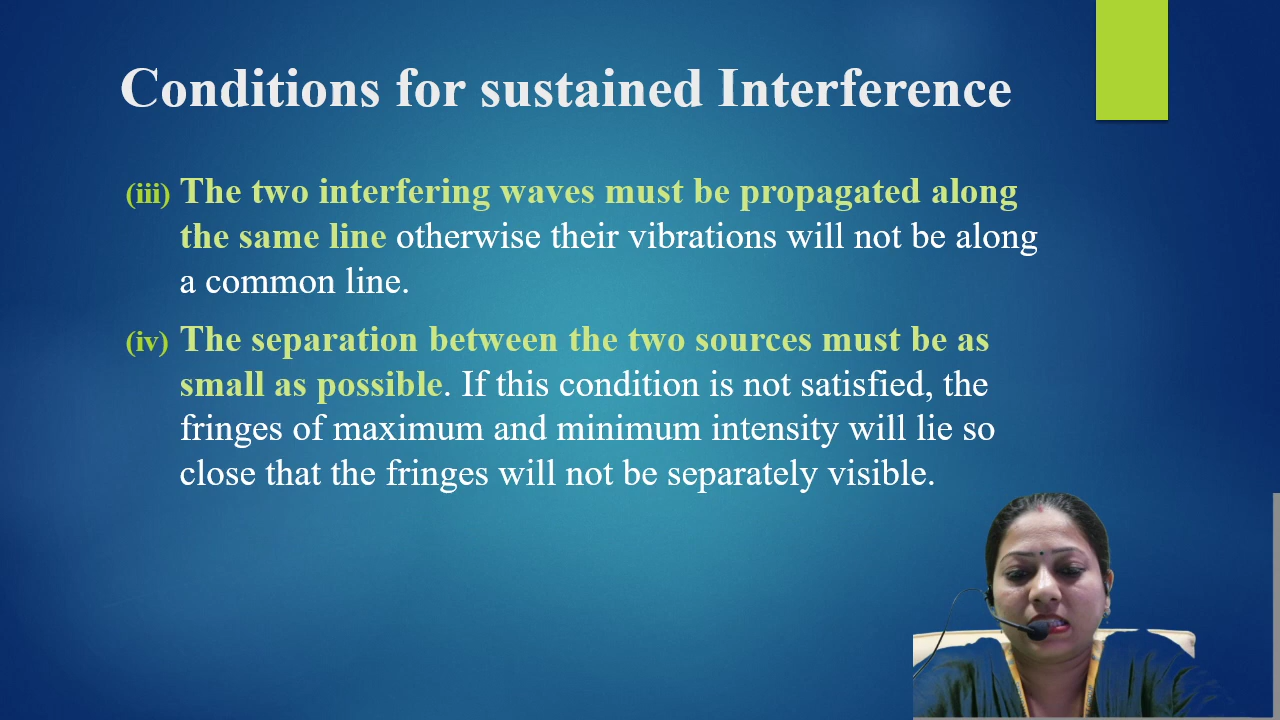 Conditions for sustained Interference
(iii) The two interfering waves must be propagated along
the same line otherwise their vibrations will not be along
a common line.
(iv) The separation between the two sources must be as
small as possible. If this condition is not satisfied, the
fringes of maximum and minimum intensity will lie so
close that the fringes will not be separately visible.